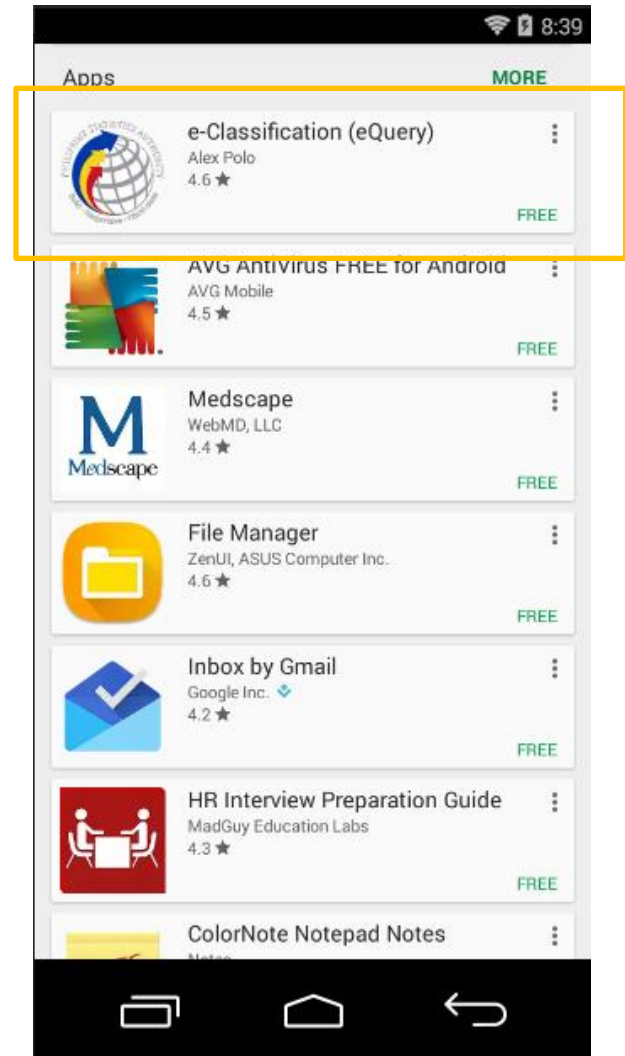 8:39
Apps MORE
e-Classification (eQuery)
Alex Polo
4.6 ★
FREE
AVG AntiVirus FREE for Android
AVG Mobile
4.5 ★
FREE
Medscape
M
WebMD, LLC
4.4 ★
Medscape
FREE
File Manager
ZenUI, ASUS Computer Inc.
4.6 ★
FREE
Inbox by Gmail
Google Inc.
4.2 ★
FREE
HR Interview Preparation Guide
MadGuy Education Labs
4.3 ★
FREE
ColorNote Notepad Notes
Notes